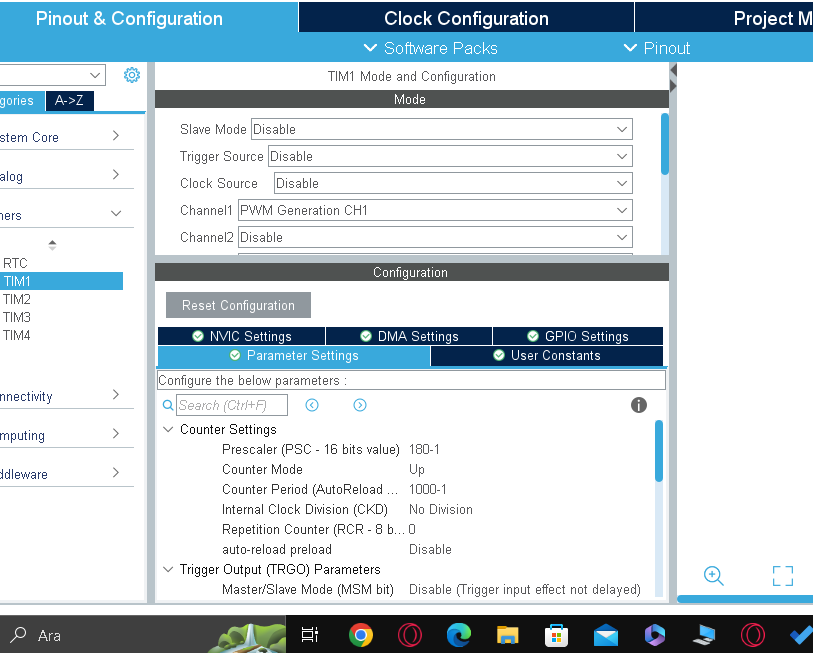 Pinout & Configuration
Clock Configuration
Project M
Software Packs
Pinout
TIM1 Mode and Configuration
gories
A->Z
Mode
stem Core
alog
ners
RTC
TIM1
TIM2
TIM3
TIM4
nnectivity
mputing
ddleware
Slave Mode Disable
Trigger Source Disable
Clock Source Disable
Channel1 PWM Generation CH1
Channel2 Disable
Configuration
Reset Configuration
NVIC Settings
DMA Settings
GPIO Settings
Parameter Settings
User Constants
Configure the below parameters :
Search (Ctrl+F)
Counter Settings
Prescaler (PSC - 16 bits value) 180-1
Counter Mode Up
Counter Period (AutoReload ... 1000-1
Internal Clock Division (CKD) No Division
Repetition Counter (RCR - 8 b... 0
auto-reload preload Disable
Trigger Output (TRGO) Parameters
Master/Slave Mode (MSM bit) Disable (Trigger input effect not delayed)
Ara